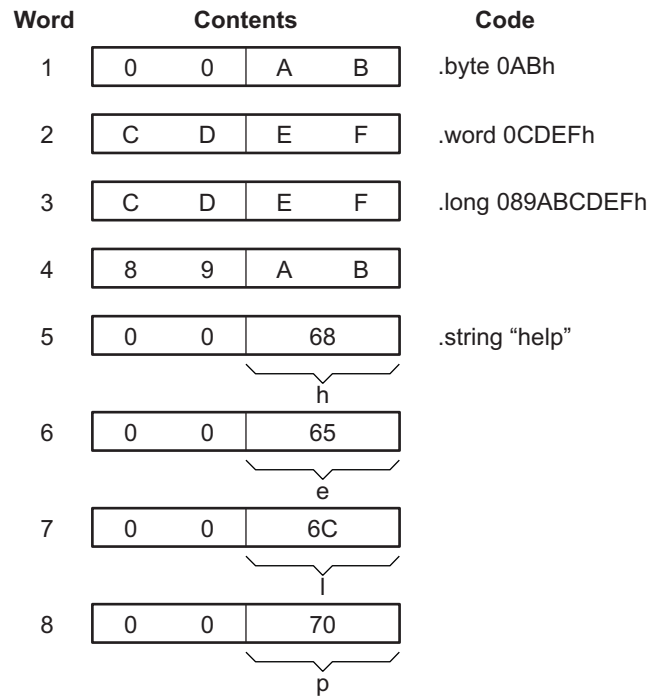 Word Contents Code
1 0 0 A B .byte 0ABh
2 C D E F .word 0CDEFh
3 C D E F .long 089ABCDEFh
4 8 9 A B
5 0 0 68 .string “help”
h
6 0 0 65
e
7 0 0 6C
l
8 0 0 70
p